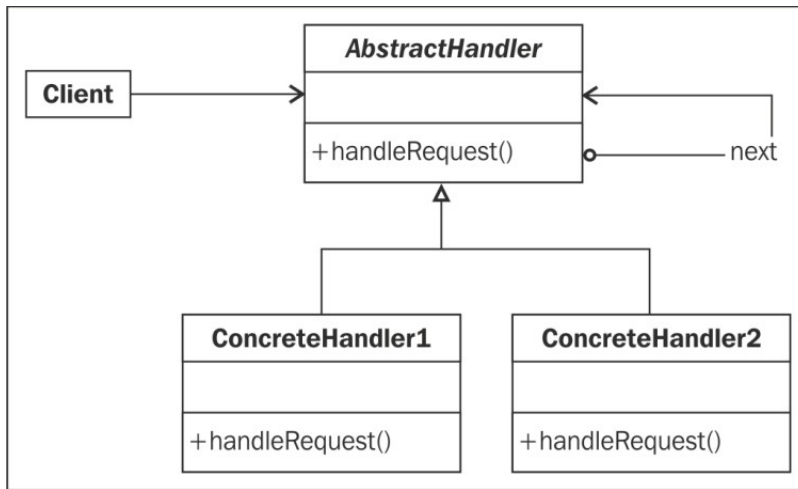 AbstractHandler
Client
+handleRequest()
next
ConcreteHandler1
ConcreteHandler2
+handleRequest()
+handleRequest()